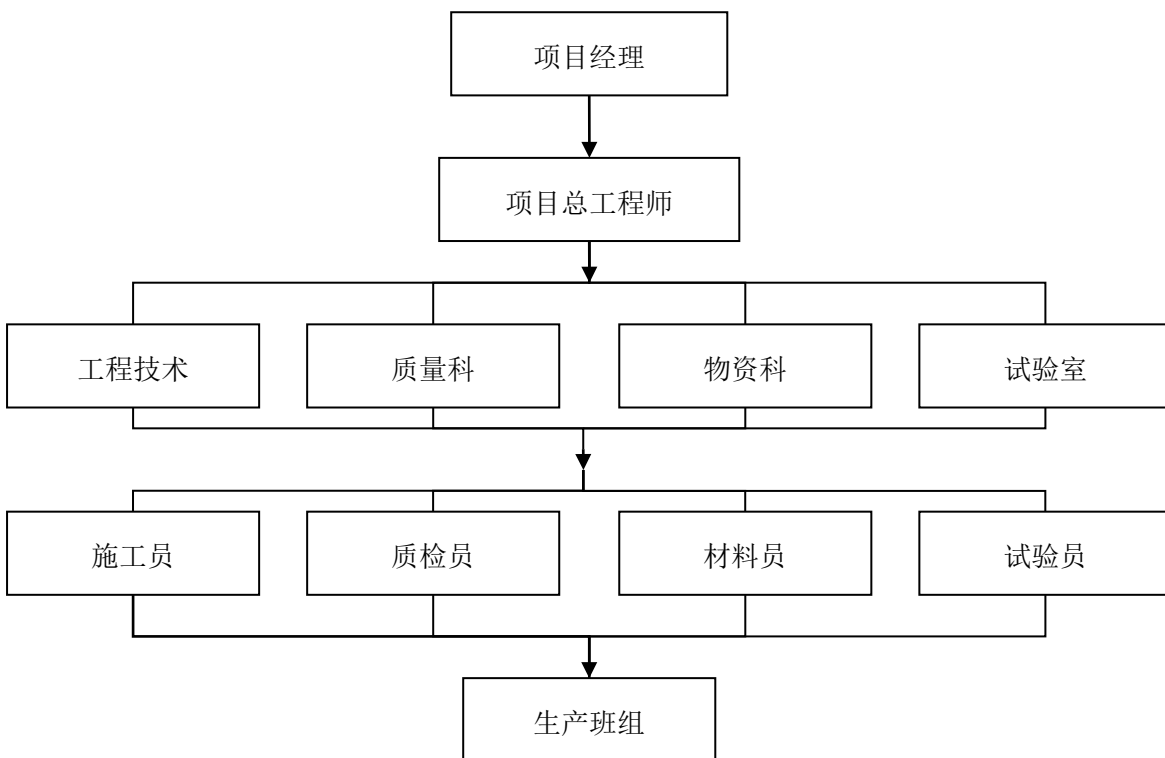 项目经理
项目总工程师
工程技术
质量科
物资科
试验室
施工员
质检员
材料员
试验员
生产班组